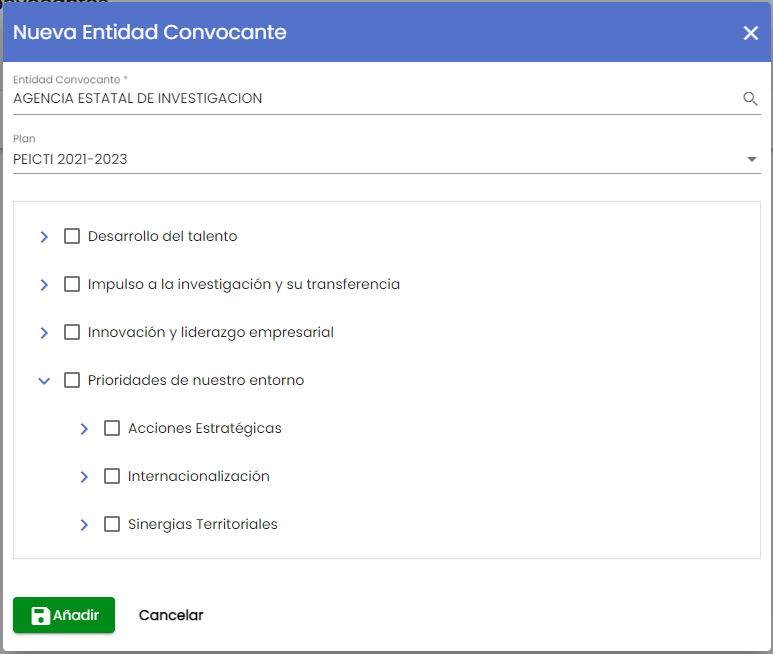 Nueva Entidad Convocante
Entidad Convocante *
AGENCIA ESTATAL DE INVESTIGACION
Plan
PEICTI 2021-2023
Desarrollo del talento
Impulso a la investigación y su transferencia
Innovación y liderazgo empresarial
Prioridades de nuestro entorno
Acciones Estratégicas
Internacionalización
Sinergias Territoriales
Añadir Cancelar